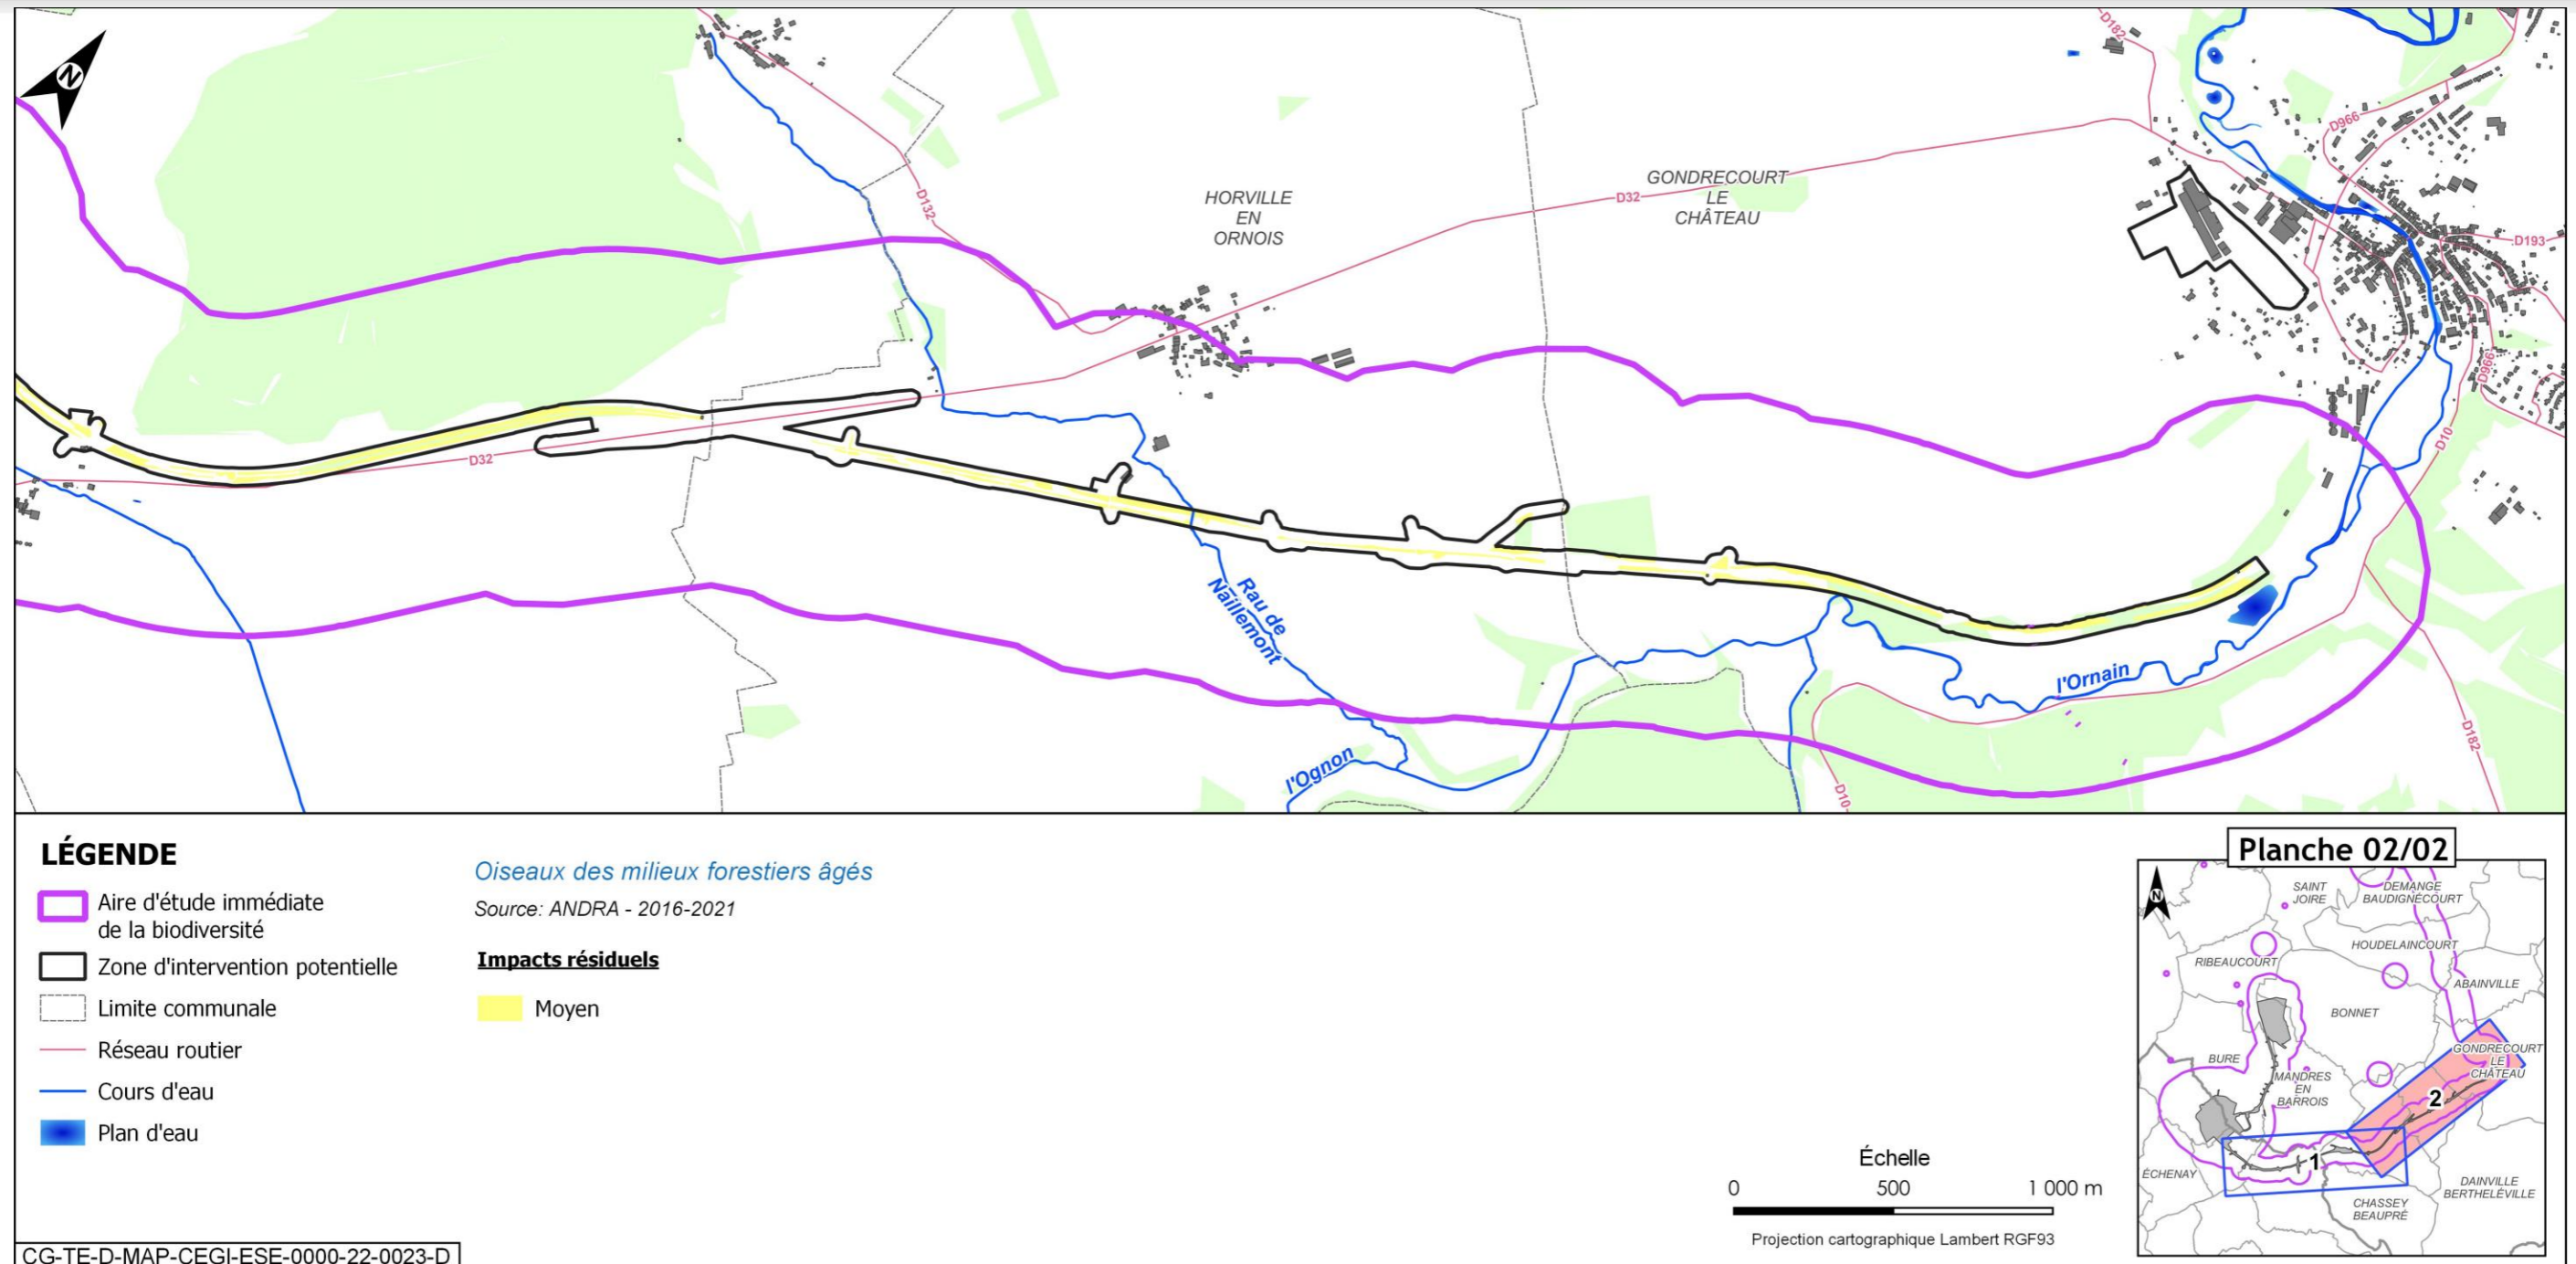 N
D182
D966
D132
HORVILLE
EN
ORNOIS
GONDRECOURT
LE
CHÂTEAU
D32
D193
D966
D10
D32
Rau de
Naillemont
l'Ornain
l'Ognon
D10
D182
LÉGENDE
Aire d'étude immédiate
de la biodiversité
Zone d'intervention potentielle
Limite communale
Réseau routier
Cours d'eau
Plan d'eau
Oiseaux des milieux forestiers âgés
Source: ANDRA - 2016-2021
Impacts résiduels
Moyen
Échelle
0 500 1 000 m
Projection cartographique Lambert RGF93
Planche 02/02
N
SAINT
JOIRE
DEMANGE
BAUDIGNÉCOURT
HOUDELAINCOURT
RIBEAUCOURT
ABAINVILLE
BONNET
GONDRECOURT
LE
CHÂTEAU
BURE
MANDRES
EN
BARROIS
2
1
ÉCHENAY
DAINVILLE
BERTHELÉVILLE
CHASSEY
BEAUPRÉ
CG-TE-D-MAP-CEGI-ESE-0000-22-0023-D